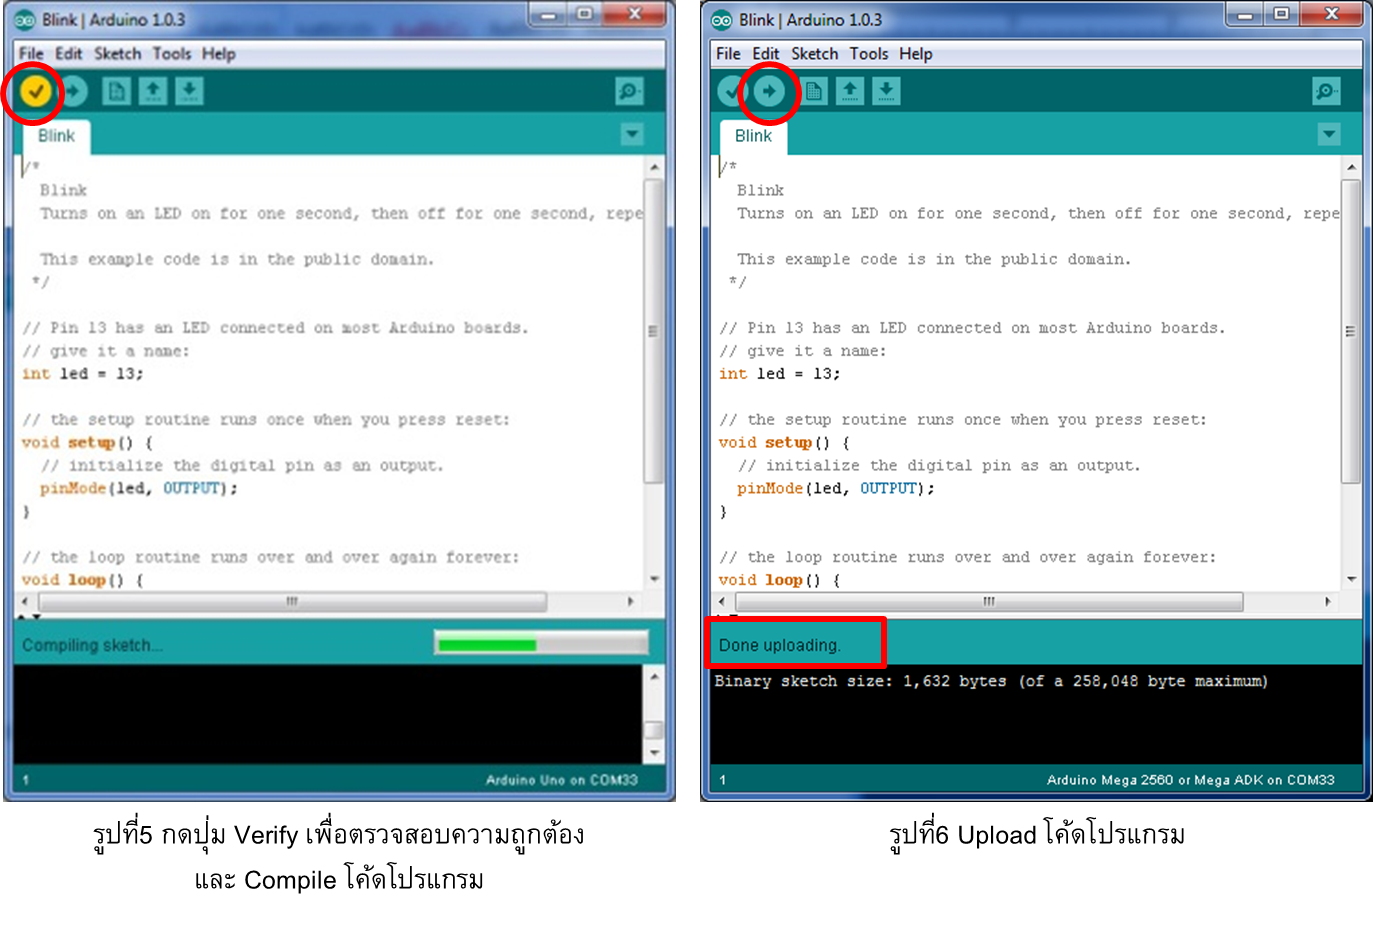 Blink | Arduino 1.0.3
File Edit Sketch Tools Help
Blink
/*
Blink
Turns on an LED on for one second, then off for one second, repe
This example code is in the public domain.
*/
// Pin 13 has an LED connected on most Arduino boards.
// give it a name:
int led = 13;
// the setup routine runs once when you press reset:
void setup() {
// initialize the digital pin as an output.
pinMode(led, OUTPUT);
}
// the loop routine runs over and over again forever:
void loop() {
Compiling sketch...
1
Arduino Uno on COM33
รูปที่5 กดปุ่ม Verify เพื่อตรวจสอบความถูกต้อง
และ Compile โค้ดโปรแกรม
Blink | Arduino 1.0.3
File Edit Sketch Tools Help
Blink
/*
Blink
Turns on an LED on for one second, then off for one second, repe
This example code is in the public domain.
*/
// Pin 13 has an LED connected on most Arduino boards.
// give it a name:
int led = 13;
// the setup routine runs once when you press reset:
void setup() {
// initialize the digital pin as an output.
pinMode(led, OUTPUT);
}
// the loop routine runs over and over again forever:
void loop() {
Done uploading.
Binary sketch size: 1,632 bytes (of a 258,048 byte maximum)
1
Arduino Mega 2560 or Mega ADK on COM33
รูปที่6 Upload โค้ดโปรแกรม